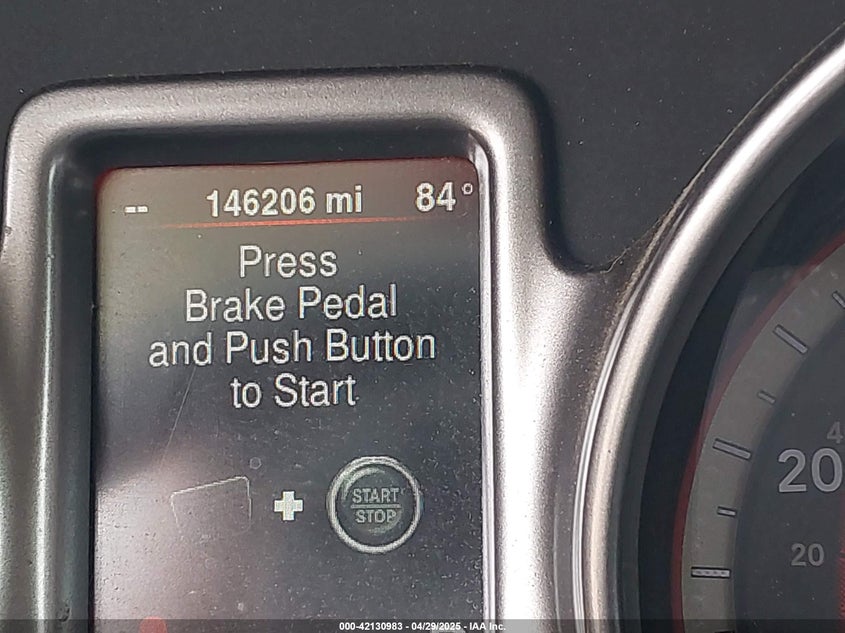 -- 146206 mi 84°
Press
Brake Pedal
and Push Button
to Start
START
STOP
20
20
000-42130983 - 04/29/2025 - IAA Inc.